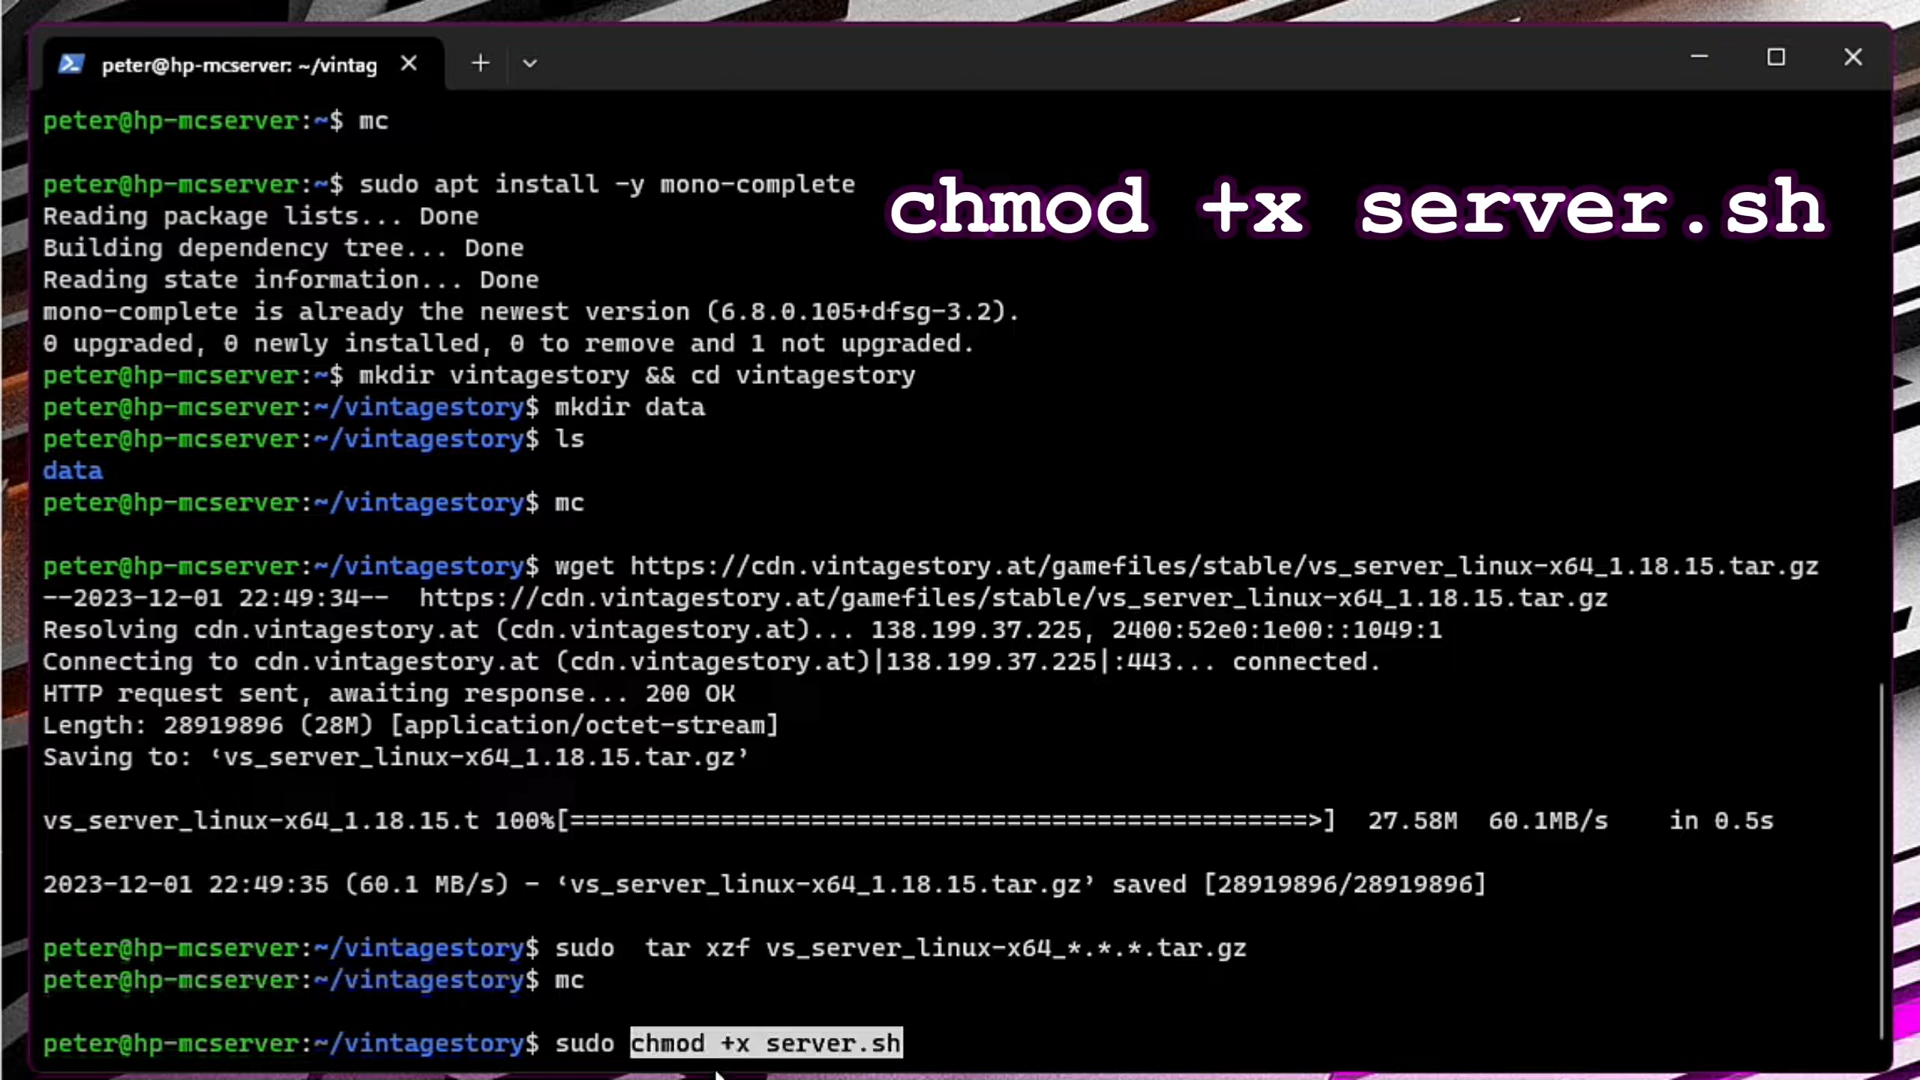 peter@hp-mcserver: ~/vintag
peter@hp-mcserver:~$ mc
peter@hp-mcserver:~$ sudo apt install -y mono-complete
chmod +x server.sh
Reading package lists... Done
Building dependency tree... Done
Reading state information... Done
mono-complete is already the newest version (6.8.0.105+dfsg-3.2).
0 upgraded, 0 newly installed, 0 to remove and 1 not upgraded.
peter@hp-mcserver:~$ mkdir vintagestory && cd vintagestory
peter@hp-mcserver:~/vintagestory$ mkdir data
peter@hp-mcserver:~/vintagestory$ ls
data
peter@hp-mcserver:~/vintagestory$ mc
peter@hp-mcserver:~/vintagestory$ wget https://cdn.vintagestory.at/gamefiles/stable/vs_server_linux-x64_1.18.15.tar.gz
--2023-12-01 22:49:34--  https://cdn.vintagestory.at/gamefiles/stable/vs_server_linux-x64_1.18.15.tar.gz
Resolving cdn.vintagestory.at (cdn.vintagestory.at)... 138.199.37.225, 2400:52e0:1e00::1049:1
Connecting to cdn.vintagestory.at (cdn.vintagestory.at)|138.199.37.225|:443... connected.
HTTP request sent, awaiting response... 200 OK
Length: 28919896 (28M) [application/octet-stream]
Saving to: ‘vs_server_linux-x64_1.18.15.tar.gz’
vs_server_linux-x64_1.18.15.t 100%[=================================================>]  27.58M  60.1MB/s    in 0.5s
2023-12-01 22:49:35 (60.1 MB/s) - ‘vs_server_linux-x64_1.18.15.tar.gz’ saved [28919896/28919896]
peter@hp-mcserver:~/vintagestory$ sudo  tar xzf vs_server_linux-x64_*.*.*.tar.gz
peter@hp-mcserver:~/vintagestory$ mc
peter@hp-mcserver:~/vintagestory$ sudo chmod +x server.sh